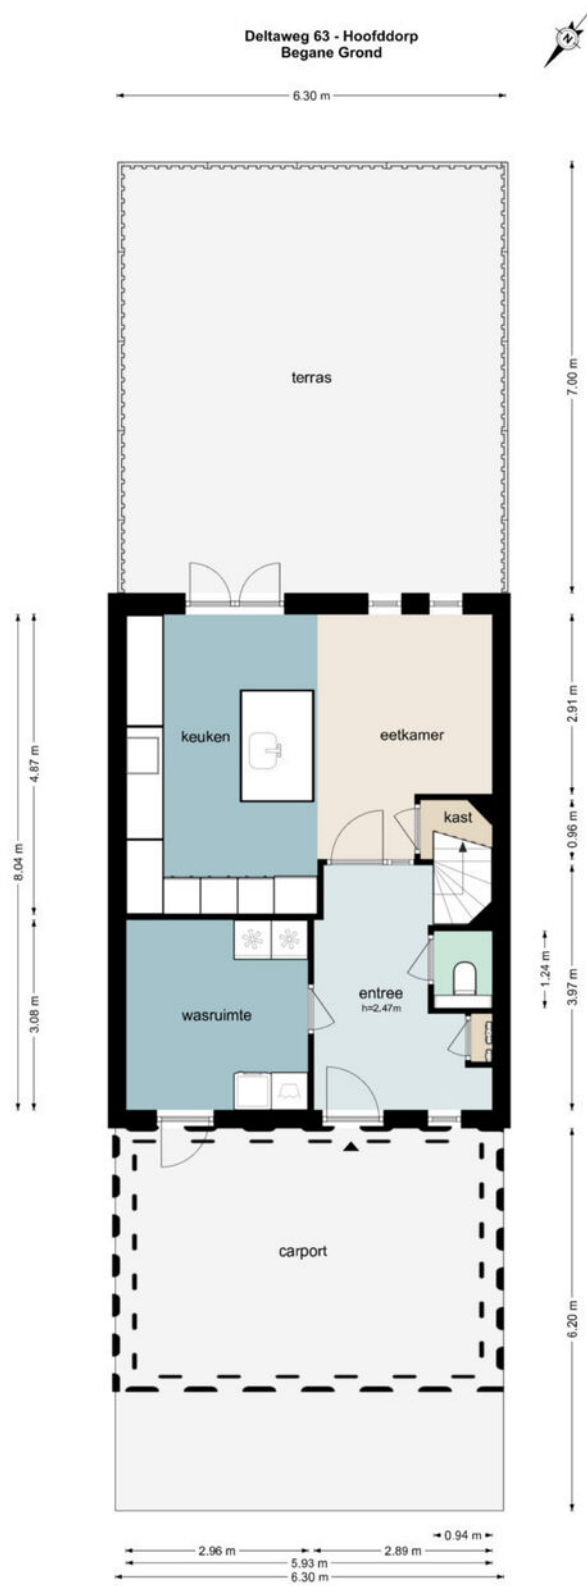 Deltaweg 63 - Hoofddorp
Begane Grond
N
6.30 m
terras
7.00 m
keuken
eetkamer
2.91 m
4.87 m
8.04 m
kast
0.96 m
entree
h=2.47m
wasruimte
1.24 m
3.97 m
3.08 m
carport
6.20 m
0.94 m
2.96 m
2.89 m
5.93 m
6.30 m